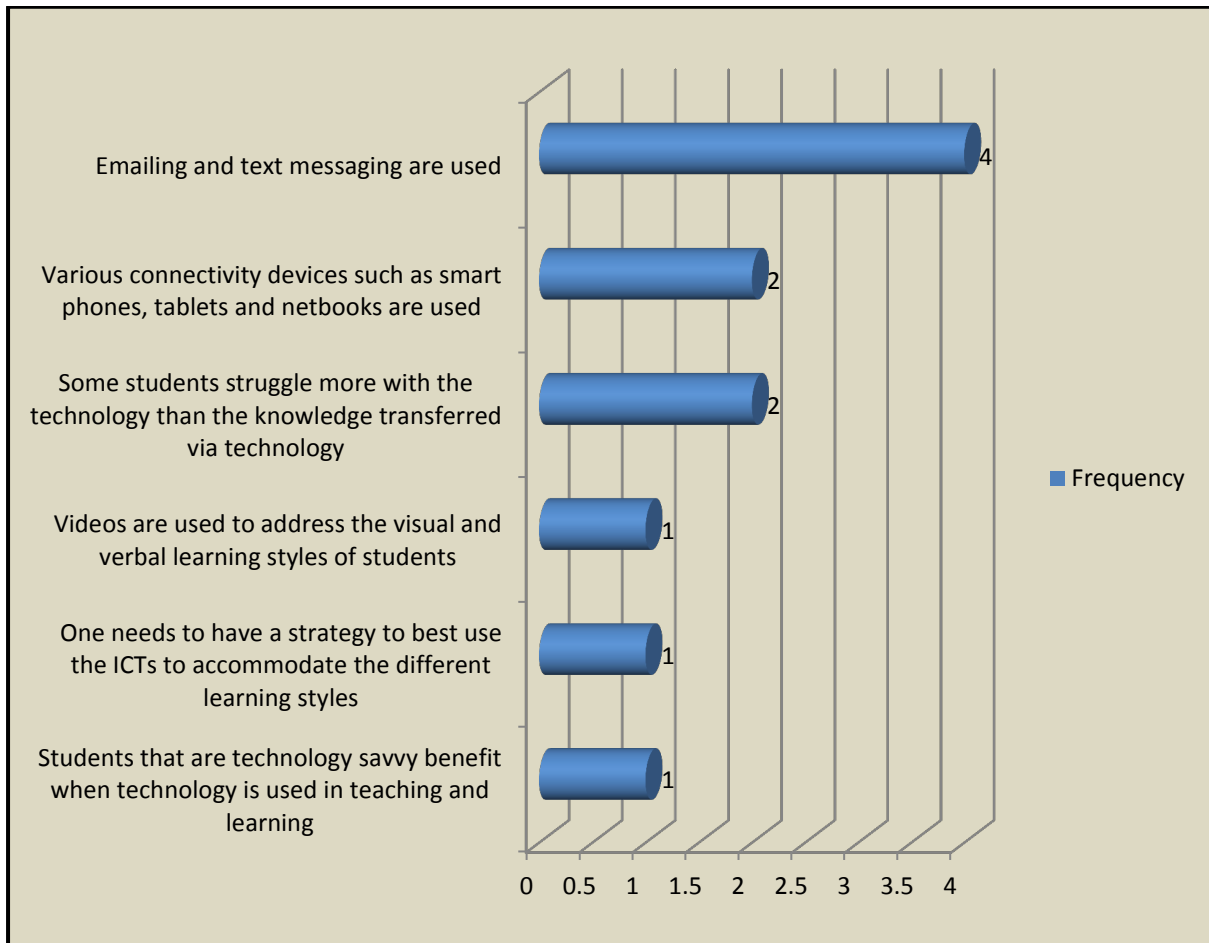 Emailing and text messaging are used
4
Various connectivity devices such as smart
phones, tablets and netbooks are used
2
Some students struggle more with the
technology than the knowledge transferred
via technology
2
Videos are used to address the visual and
verbal learning styles of students
1
One needs to have a strategy to best use
the ICTs to accommodate the different
learning styles
1
Students that are technology savvy benefit
when technology is used in teaching and
learning
1
0 0.5 1 1.5 2 2.5 3 3.5 4
Frequency